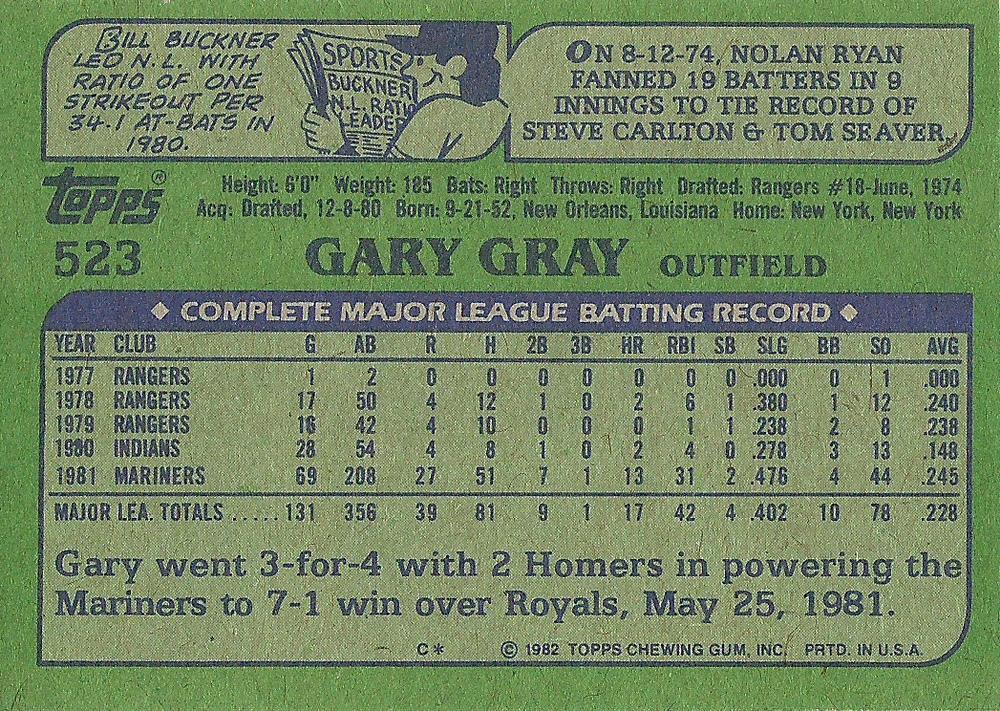 BILL BUCKNER
LED N.L. WITH
RATIO OF ONE
STRIKEOUT PER
34.1 AT-BATS IN
1980.
SPORTS
BUCKNER
N.L. RATIO
LEADER
ON 8-12-74, NOLAN RYAN
FANNED 19 BATTERS IN 9
INNINGS TO TIE RECORD OF
STEVE CARLTON & TOM SEAVER.
TOPPS®
Height: 6'0" Weight: 185 Bats: Right Throws: Right Drafted: Rangers #18-June, 1974
Acq: Drafted, 12-8-80 Born: 9-21-52, New Orleans, Louisiana Home: New York, New York
523 GARY GRAY OUTFIELD
◆ COMPLETE MAJOR LEAGUE BATTING RECORD ◆
YEAR CLUB G AB R H 2B 3B HR RBI SB SLG BB SO AVG
1977 RANGERS 1 2 0 0 0 0 0 0 0 .000 0 1 .000
1978 RANGERS 17 50 4 12 1 0 2 6 1 .380 1 12 .240
1979 RANGERS 16 42 4 10 0 0 0 1 1 .238 2 8 .238
1980 INDIANS 28 54 4 8 1 0 2 4 0 .278 3 13 .148
1981 MARINERS 69 208 27 51 7 1 13 31 2 .476 4 44 .245
MAJOR LEA. TOTALS ..... 131 356 39 81 9 1 17 42 4 .402 10 78 .228
Gary went 3-for-4 with 2 Homers in powering the
Mariners to 7-1 win over Royals, May 25, 1981.
C* © 1982 TOPPS CHEWING GUM, INC. PRTD. IN U.S.A.